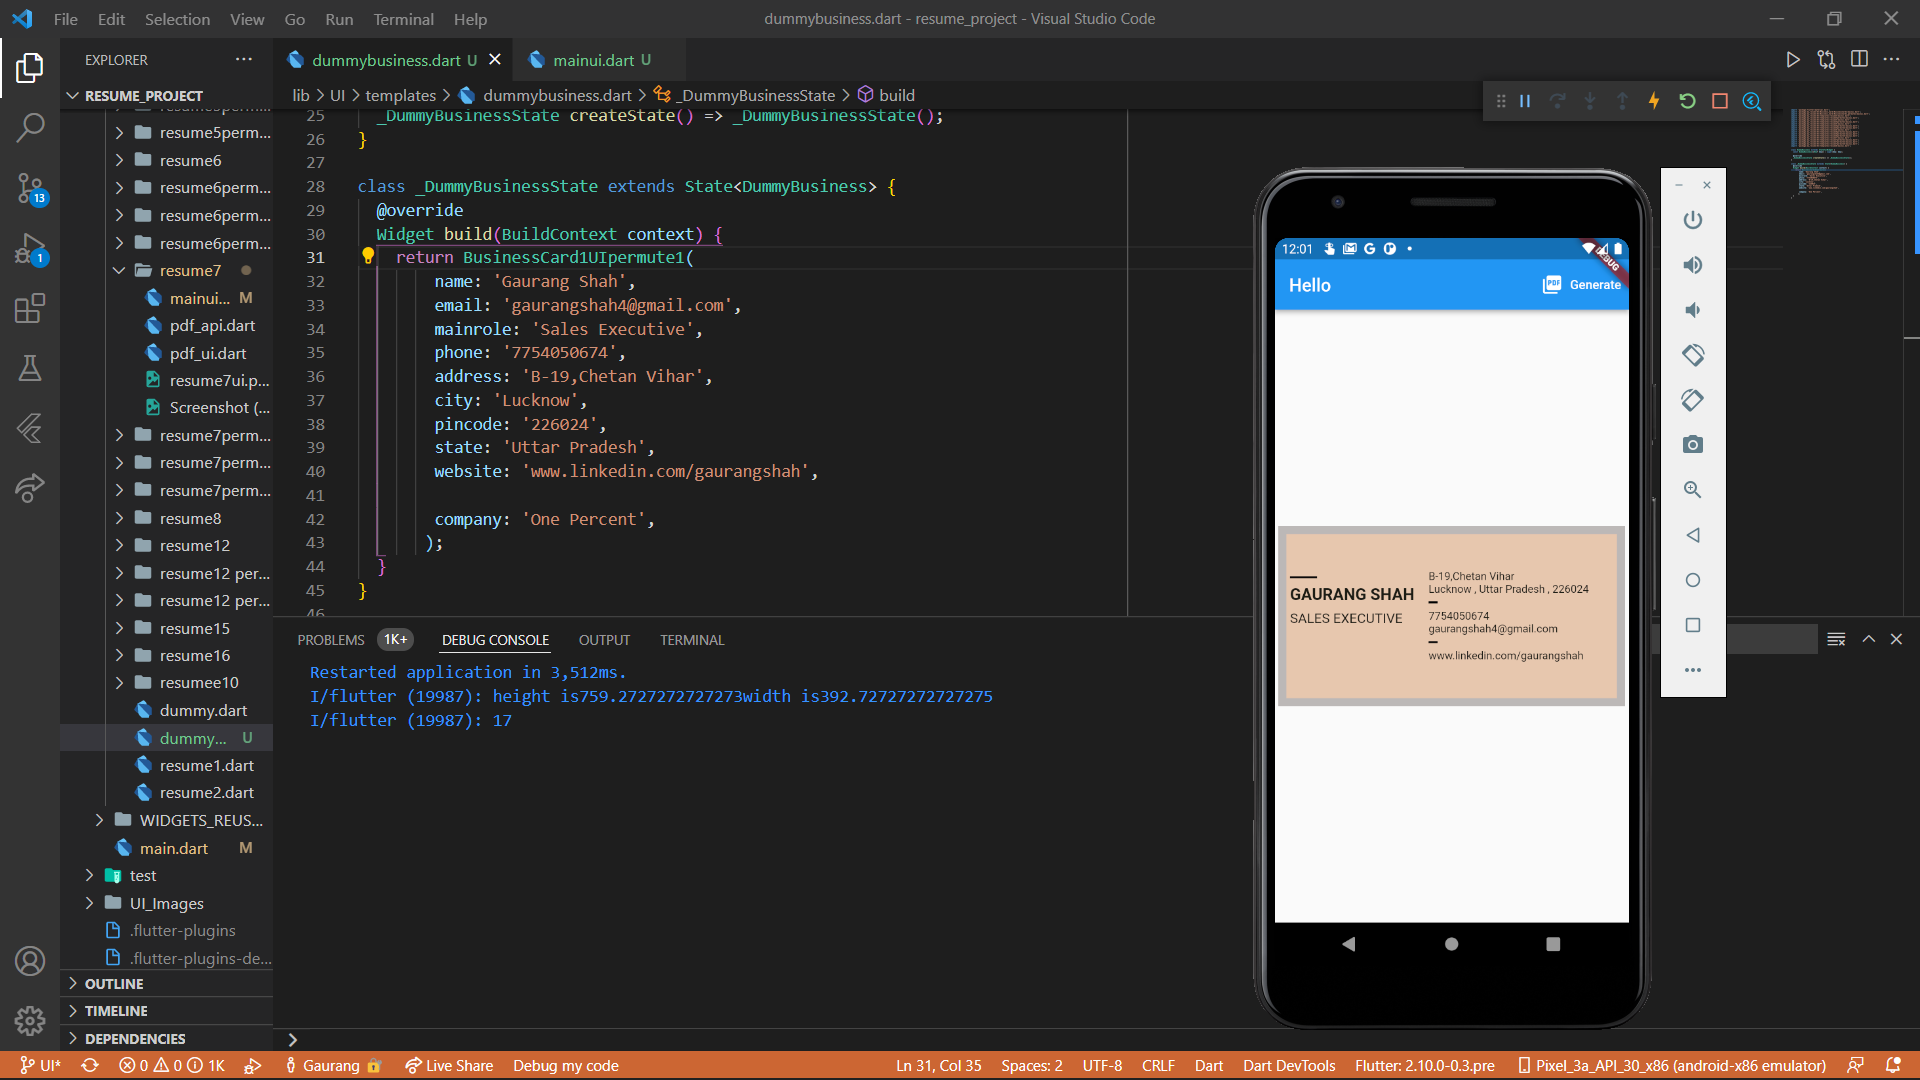 File Edit Selection View Go Run Terminal Help
dummybusiness.dart - resume_project - Visual Studio Code
EXPLORER
RESUME_PROJECT
resume5perm...
resume6
resume6perm...
resume6perm...
resume6perm...
resume7
mainui... M
pdf_api.dart
pdf_ui.dart
resume7ui.p...
Screenshot (...
resume7perm...
resume7perm...
resume7perm...
resume8
resume12
resume12 per...
resume12 per...
resume15
resume16
resumee10
dummy.dart
dummy... U
resume1.dart
resume2.dart
WIDGETS_REUS...
main.dart M
test
UI_Images
.flutter-plugins
.flutter-plugins-de...
OUTLINE
TIMELINE
DEPENDENCIES
13
1
dummybusiness.dart U
mainui.dart U
lib > UI > templates > dummybusiness.dart > _DummyBusinessState > build
25 _DummyBusinessState createState() => _DummyBusinessState();
26 }
27
28 class _DummyBusinessState extends State<DummyBusiness> {
29 @override
30 Widget build(BuildContext context) {
31 return BusinessCard1UIpermute1(
32 name: 'Gaurang Shah',
33 email: 'gaurangshah4@gmail.com',
34 mainrole: 'Sales Executive',
35 phone: '7754050674',
36 address: 'B-19,Chetan Vihar',
37 city: 'Lucknow',
38 pincode: '226024',
39 state: 'Uttar Pradesh',
40 website: 'www.linkedin.com/gaurangshah',
41
42 company: 'One Percent',
43 );
44 }
45 }
46
PROBLEMS 1K+ DEBUG CONSOLE OUTPUT TERMINAL
Restarted application in 3,512ms.
I/flutter (19987): height is759.2727272727273width is392.72727272727275
I/flutter (19987): 17
12:01
DEBUG
Hello
PDF Generate
GAURANG SHAH
SALES EXECUTIVE
B-19,Chetan Vihar
Lucknow , Uttar Pradesh , 226024
7754050674
gaurangshah4@gmail.com
www.linkedin.com/gaurangshah
UI* 0 0 1K Gaurang Live Share Debug my code
Ln 31, Col 35 Spaces: 2 UTF-8 CRLF Dart Dart DevTools Flutter: 2.10.0-0.3.pre Pixel_3a_API_30_x86 (android-x86 emulator)